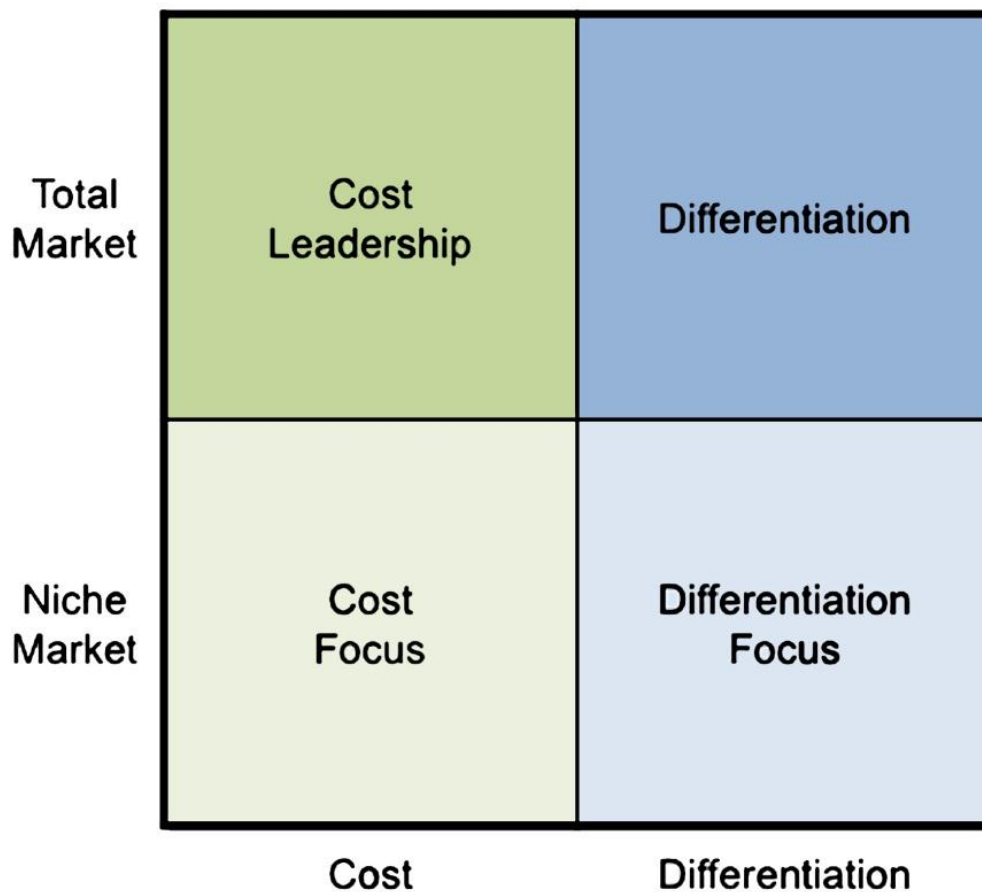 Total
Market
Cost
Leadership
Differentiation
Niche
Market
Cost
Focus
Differentiation
Focus
Cost
Differentiation